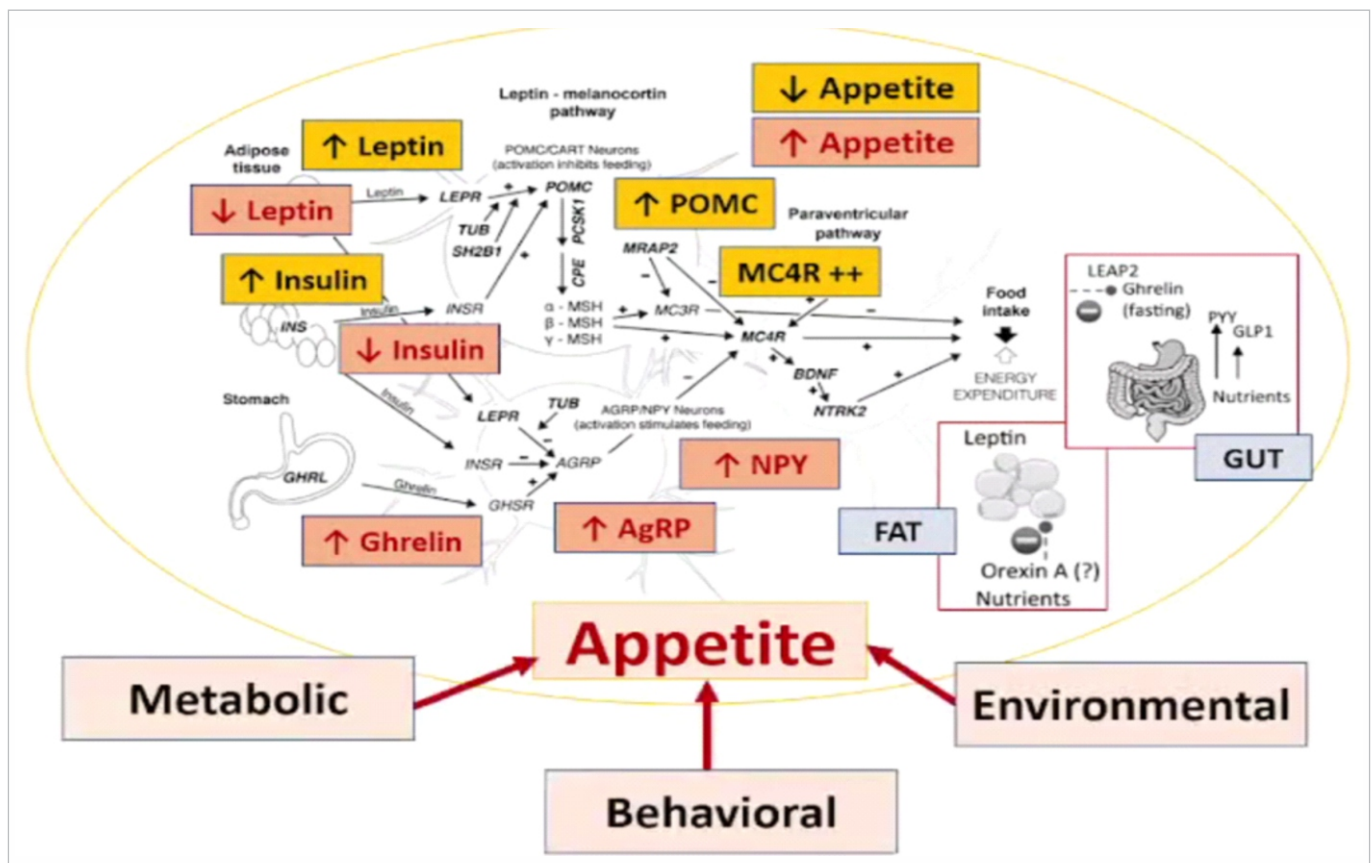 ↓ Appetite
↑ Appetite
Leptin - melanocortin
pathway
↑ Leptin
Adipose
tissue
POMC/CART Neurons
(activation inhibits feeding)
Leptin
↓ Leptin
LEPR
+
POMC
TUB
SH2B1
PCSK1
CPE
+
↑ POMC
Paraventricular
pathway
MRAP2
−
−
MC4R ++
↑ Insulin
INS
Insulin
INSR
↓ Insulin
α - MSH
β - MSH
γ - MSH
+
MC3R
−
+
+
MC4R
+
+
BDNF
+
NTRK2
+
−
Food
intake
ENERGY
EXPENDITURE
Insulin
LEPR
TUB
−
−
INSR
−
AGRP
+
GHSR
AGRP/NPY Neurons
(activation stimulates feeding)
Stomach
GHRL
Ghrelin
↑ Ghrelin
↑ AgRP
↑ NPY
LEAP2
Ghrelin
(fasting)
−
PYY
GLP1
Nutrients
GUT
Leptin
−
Orexin A (?)
Nutrients
FAT
Appetite
Metabolic
Environmental
Behavioral